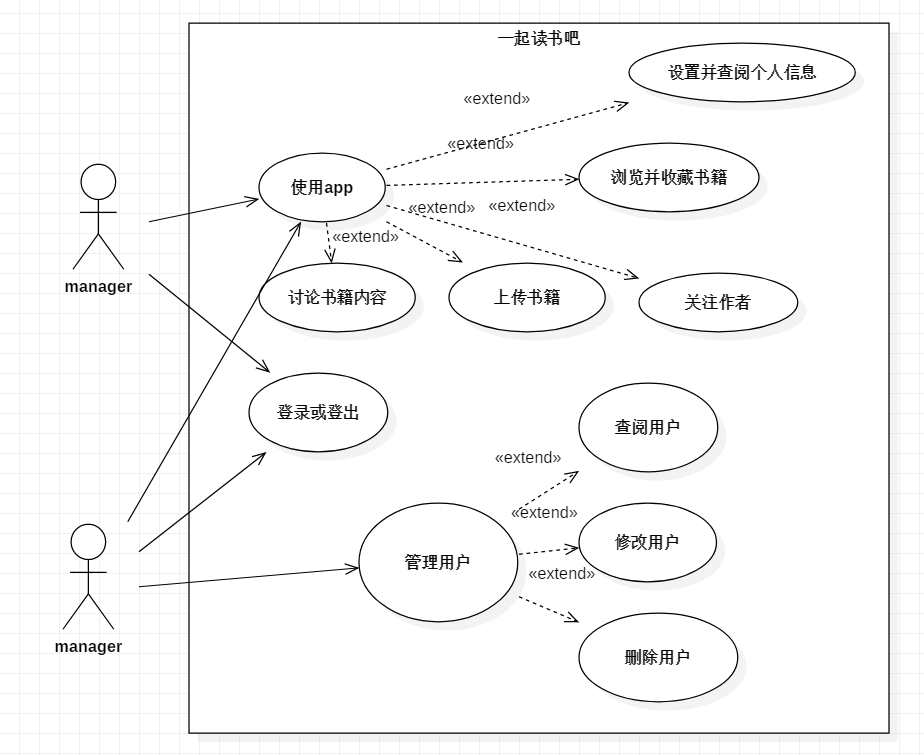 一起读书吧
设置并查阅个人信息
«extend»
«extend»
浏览并收藏书籍
使用app
«extend»
«extend»
«extend»
manager
讨论书籍内容
上传书籍
关注作者
登录或登出
查阅用户
«extend»
«extend»
修改用户
管理用户
«extend»
manager
删除用户